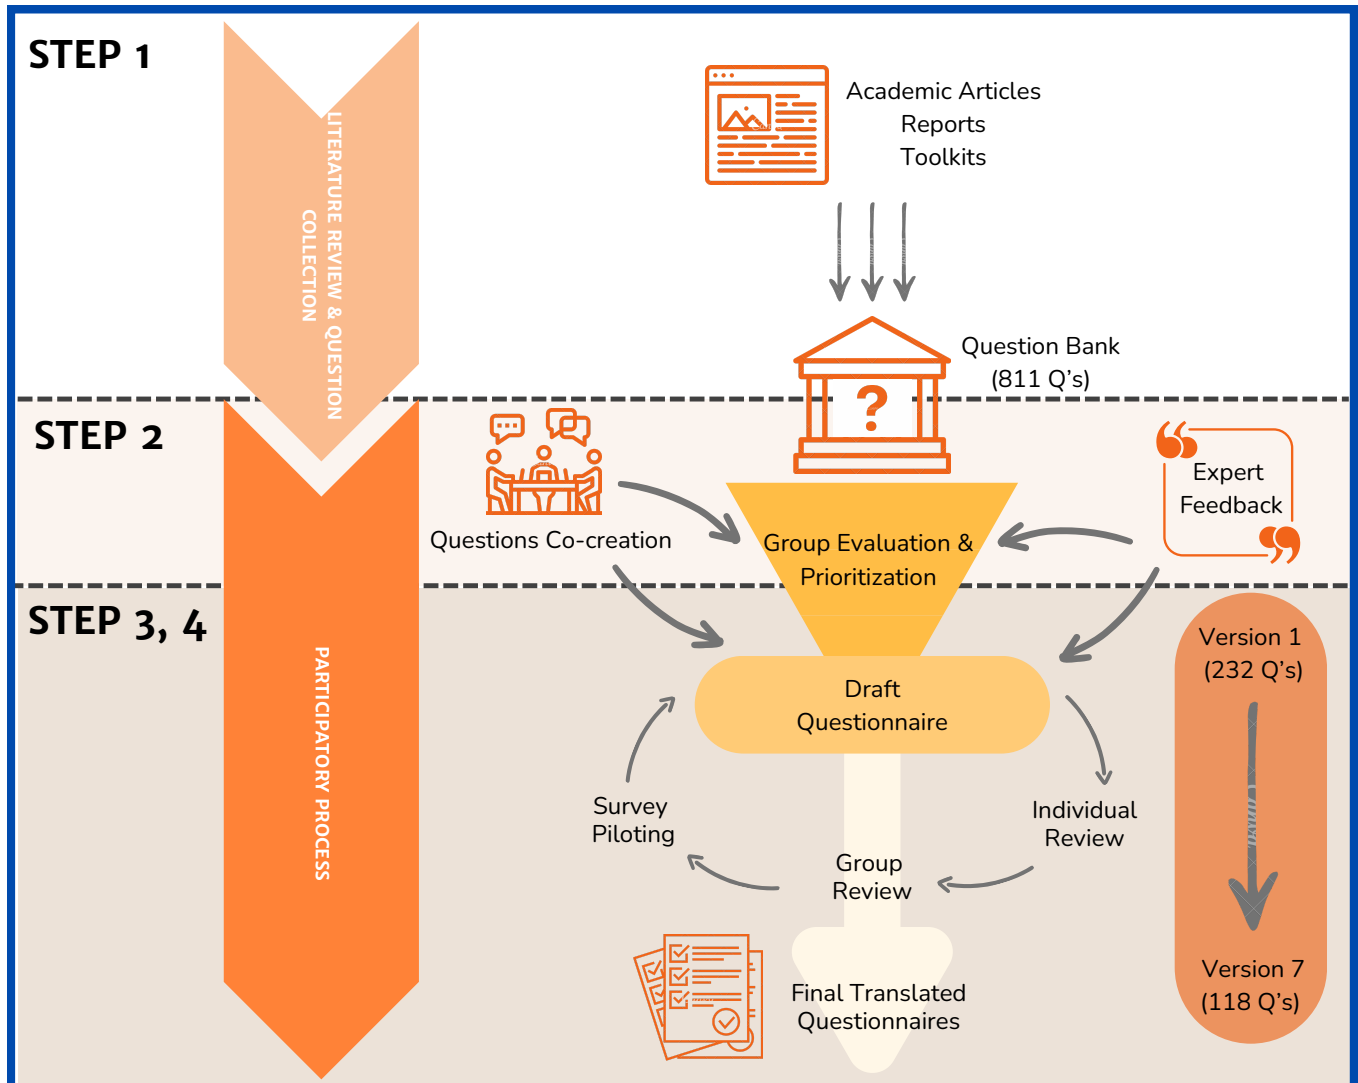 STEP 1
LITERATURE REVIEW & QUESTION
COLLECTION
Academic Articles
Reports
Toolkits
Question Bank
(811 Q’s)
?
STEP 2
Questions Co-creation
Group Evaluation &
Prioritization
Expert
Feedback
STEP 3, 4
PARTICIPATORY PROCESS
Draft
Questionnaire
Individual
Review
Group
Review
Survey
Piloting
Final Translated
Questionnaires
Version 1
(232 Q’s)
Version 7
(118 Q’s)